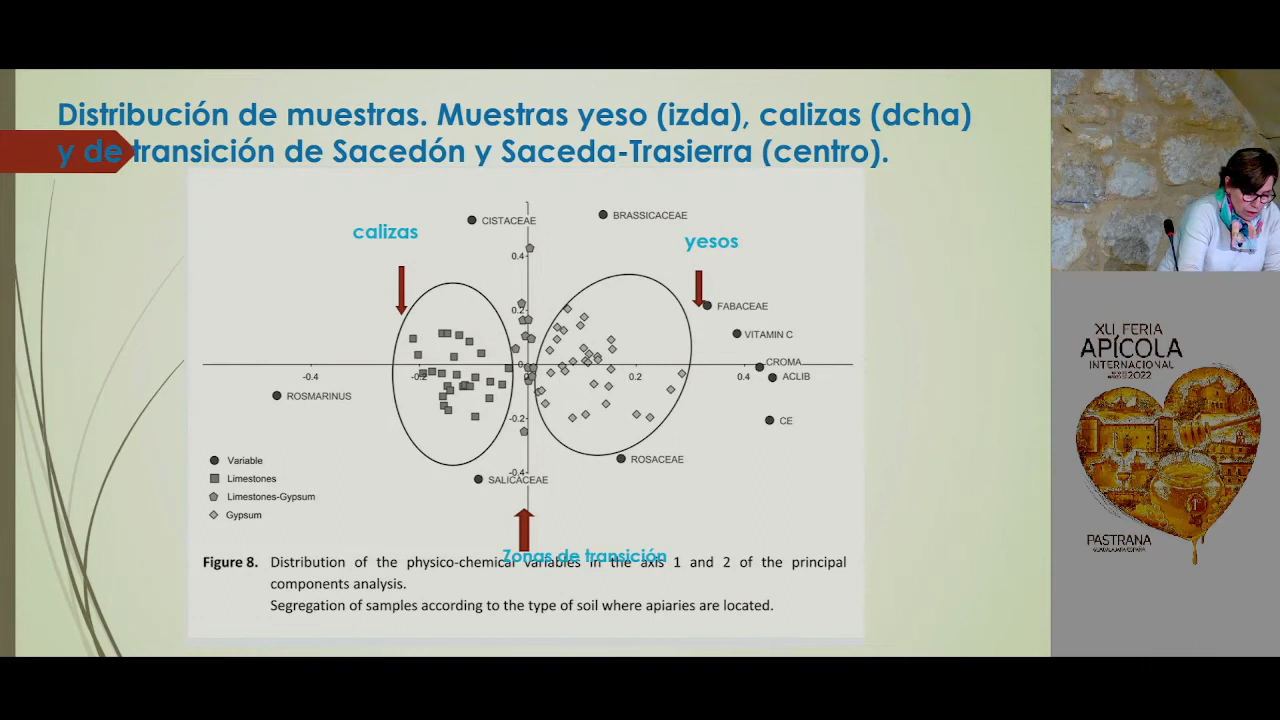 Distribución de muestras. Muestras yeso (izda), calizas (dcha)
y de transición de Sacedón y Saceda-Trasierra (centro).
CISTACEAE
BRASSICACEAE
calizas
yesos
0.4
FABACEAE
0.2
VITAMIN C
CROMA
0
-0.4
-0.2
0
0.2
0.4
ACLIB
ROSMARINUS
-0.2
CE
Variable
ROSACEAE
-0.4
Limestones
SALICACEAE
Limestones-Gypsum
Gypsum
Zonas de transición
Figure 8. Distribution of the physico-chemical variables in the axis 1 and 2 of the principal
components analysis.
Segregation of samples according to the type of soil where apiaries are located.
XLI FERIA
APÍCOLA
INTERNACIONAL
2022
1º
PASTRANA
GUADALAJARA ESPAÑA